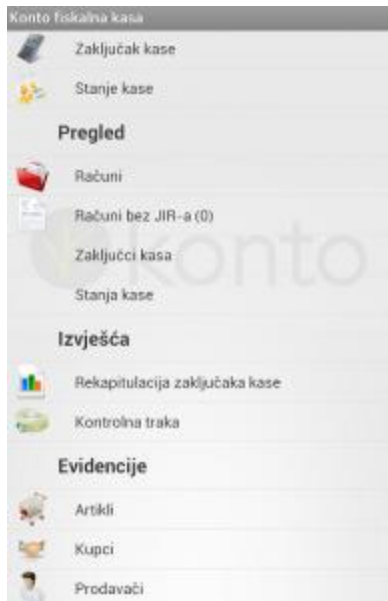 Konto fiskalna kasa
Zaključak kase
Stanje kase
Pregled
Računi
Računi bez JIR-a (0)
Zaključci kasa
konto
Stanja kase
Izvješća
Rekapitulacija zaključaka kase
Kontrolna traka
Evidencije
Artikli
Kupci
Prodavači